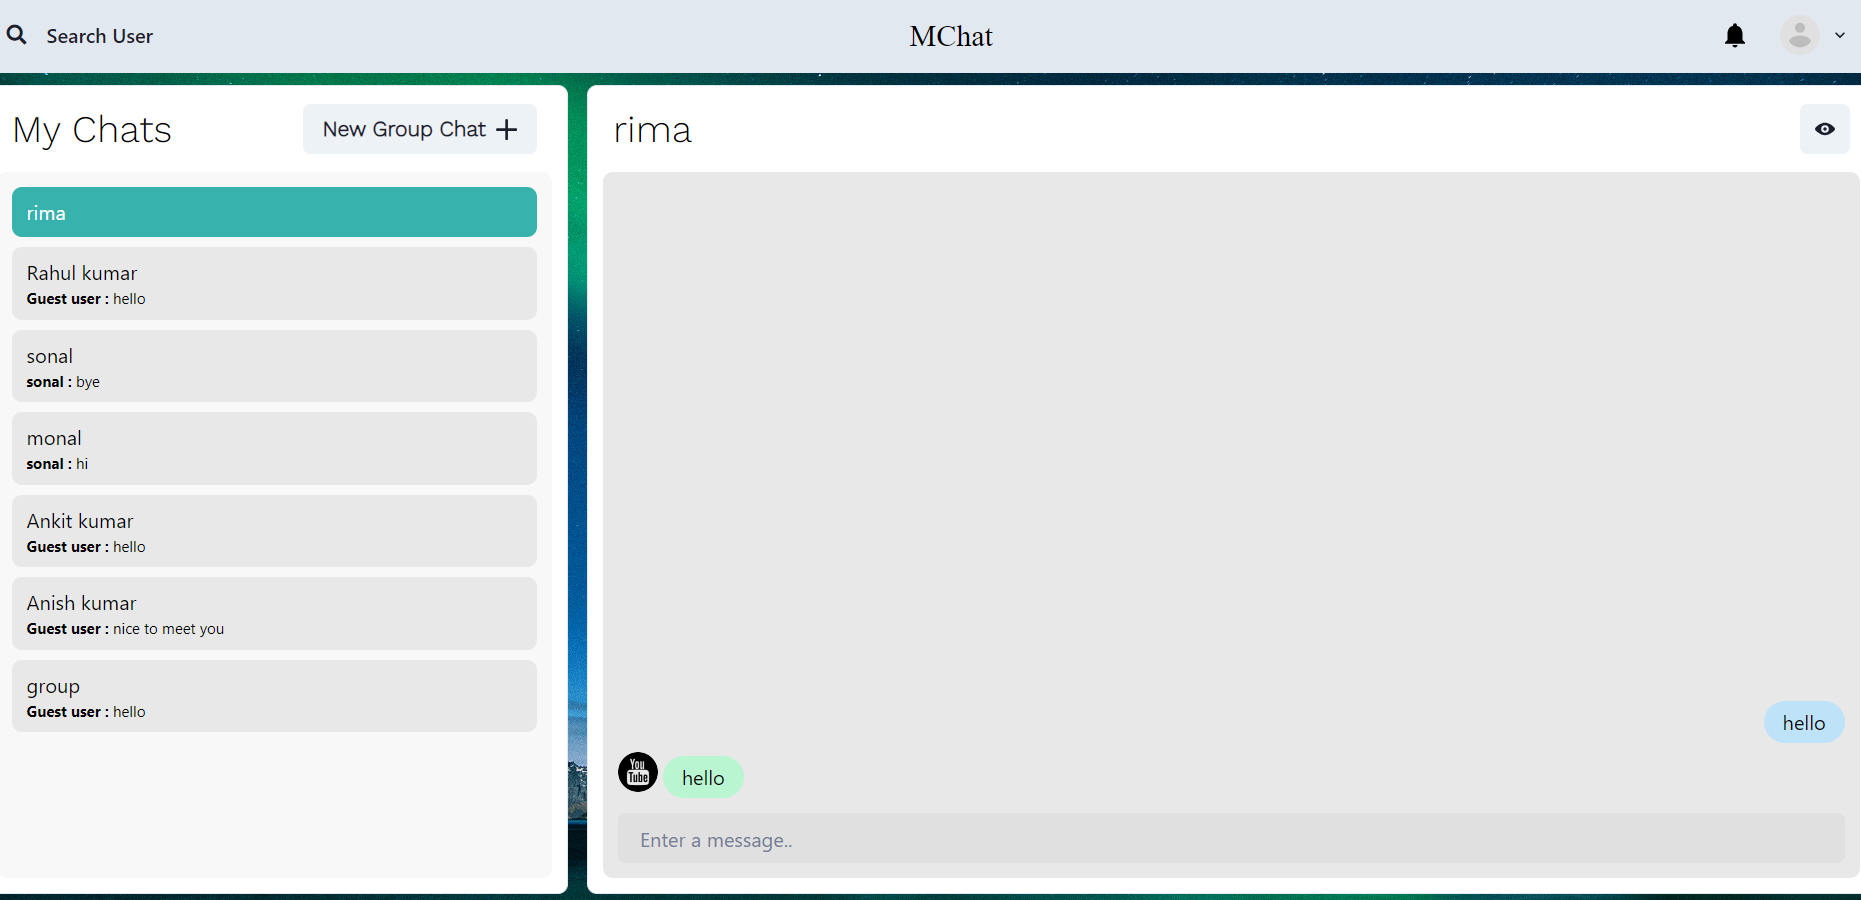 Search User
MChat
My Chats
New Group Chat
rima
Rahul kumar
Guest user : hello
sonal
sonal : bye
monal
sonal : hi
Ankit kumar
Guest user : hello
Anish kumar
Guest user : nice to meet you
group
Guest user : hello
rima
hello
You
Tube
hello
Enter a message..